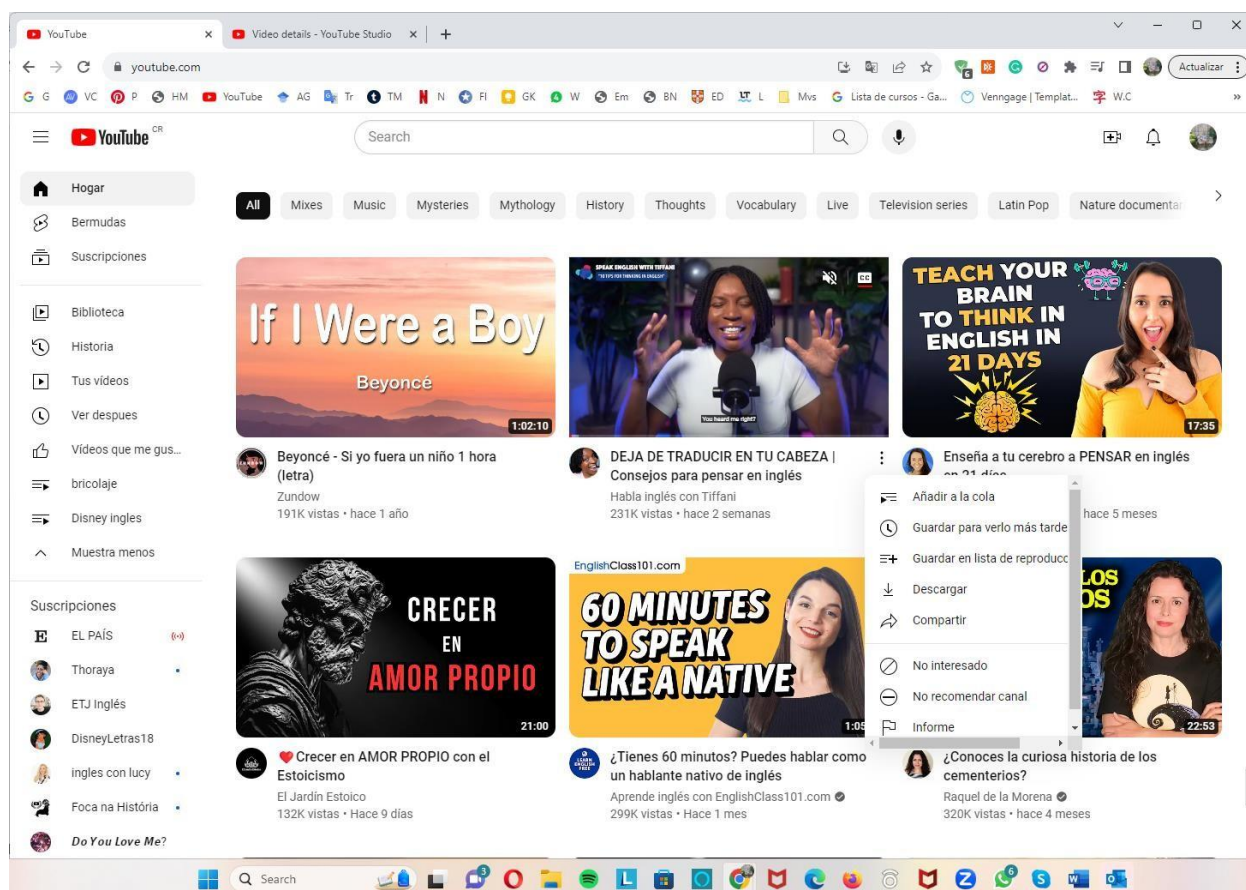 YouTube
Video details - YouTube Studio
youtube.com
6
Actualizar
G
VC
P
HM
YouTube
AG
Tr
TM
N
FI
GK
W
Em
BN
ED
L
Mvs
Lista de cursos - Ga...
Venngage | Templat...
W.C
»
YouTube CR
Search
Hogar
Bermudas
Suscripciones
Biblioteca
Historia
Tus vídeos
Ver despues
Vídeos que me gus...
bricolaje
Disney ingles
Muestra menos
Suscripciones
EL PAÍS
Thoraya
ETJ Inglés
DisneyLetras18
ingles con lucy
Foca na História
Do You Love Me?
All Mixes Music Mysteries Mythology History Thoughts Vocabulary Live Television series Latin Pop Nature documentar
If I Were a Boy
Beyoncé
1:02:10
Beyoncé - Si yo fuera un niño 1 hora
(letra)
Zundow
191K vistas • hace 1 año
SPEAK ENGLISH WITH TIFFANI
CC
You heard me right?
DEJA DE TRADUCIR EN TU CABEZA |
Consejos para pensar en inglés
Habla inglés con Tiffani
231K vistas • hace 2 semanas
TEACH YOUR
BRAIN
TO THINK IN
ENGLISH IN
21 DAYS
17:35
Enseña a tu cerebro a PENSAR en inglés
en 21 días
hace 5 meses
Añadir a la cola
Guardar para verlo más tarde
Guardar en lista de reproducc
Descargar
Compartir
No interesado
No recomendar canal
Informe
CRECER
EN
AMOR PROPIO
21:00
❤️Crecer en AMOR PROPIO con el
Estoicismo
El Jardín Estoico
132K vistas • Hace 9 días
EnglishClass101.com
60 MINUTES
TO SPEAK
LIKE A NATIVE
1:05
¿Tienes 60 minutos? Puedes hablar como
un hablante nativo de inglés
Aprende inglés con EnglishClass101.com
299K vistas • Hace 1 mes
LOS
OS
22:53
¿Conoces la curiosa historia de los
cementerios?
Raquel de la Morena
320K vistas • hace 4 meses
Search
3
6